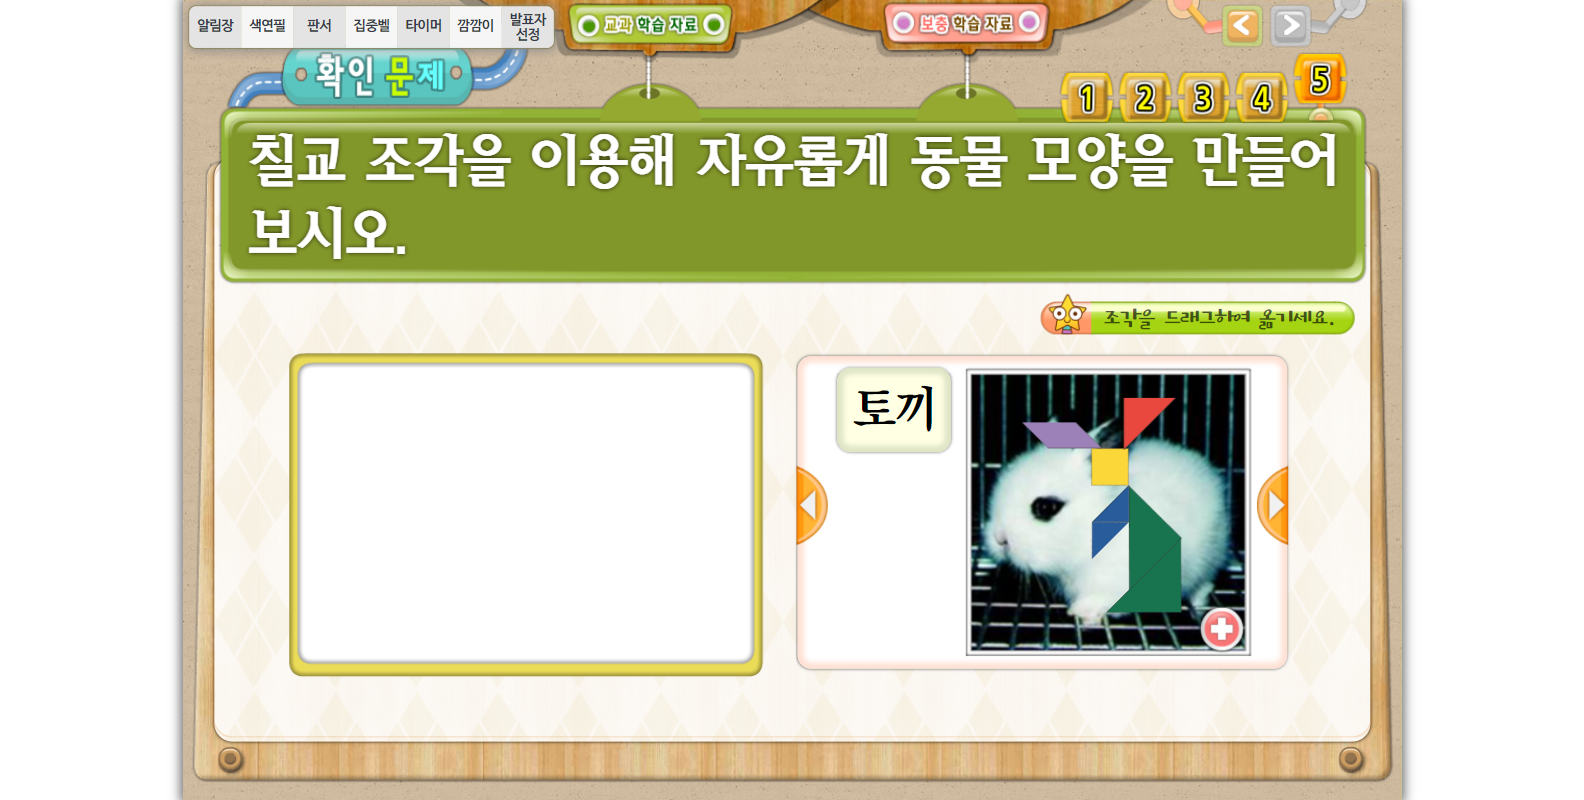 알림장 색연필 판서 집중벨 타이머 깜깜이 발표자 선정
교과 학습 자료
보충 학습 자료
확인 문제
1 2 3 4 5
칠교 조각을 이용해 자유롭게 동물 모양을 만들어
보시오.
조각을 드래그하여 옮기세요.
토끼